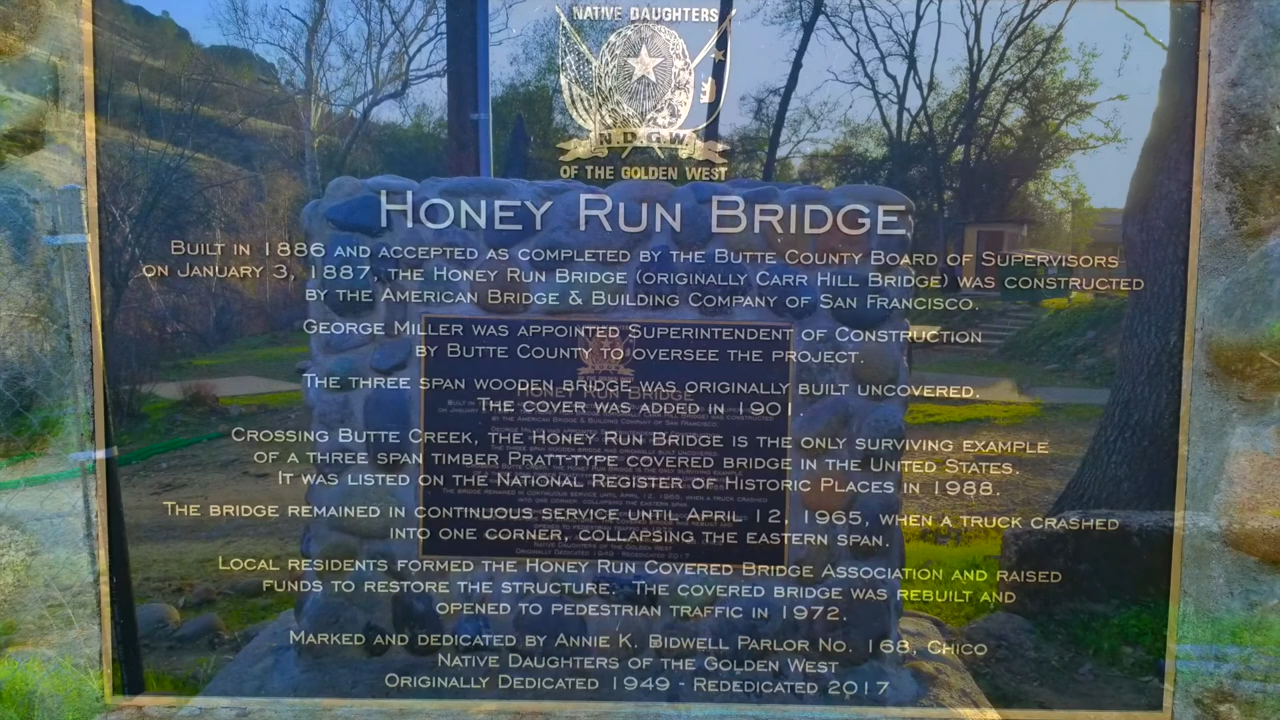 NATIVE DAUGHTERS
N.D.G.W.
OF THE GOLDEN WEST
HONEY RUN BRIDGE
BUILT IN 1886 AND ACCEPTED AS COMPLETED BY THE BUTTE COUNTY BOARD OF SUPERVISORS
ON JANUARY 3, 1887, THE HONEY RUN BRIDGE (ORIGINALLY CARR HILL BRIDGE) WAS CONSTRUCTED
BY THE AMERICAN BRIDGE & BUILDING COMPANY OF SAN FRANCISCO.
GEORGE MILLER WAS APPOINTED SUPERINTENDENT OF CONSTRUCTION
BY BUTTE COUNTY TO OVERSEE THE PROJECT.
THE THREE SPAN WOODEN BRIDGE WAS ORIGINALLY BUILT UNCOVERED.
THE COVER WAS ADDED IN 1901.
CROSSING BUTTE CREEK, THE HONEY RUN BRIDGE IS THE ONLY SURVIVING EXAMPLE
OF A THREE SPAN TIMBER PRATT-TYPE COVERED BRIDGE IN THE UNITED STATES.
IT WAS LISTED ON THE NATIONAL REGISTER OF HISTORIC PLACES IN 1988.
THE BRIDGE REMAINED IN CONTINUOUS SERVICE UNTIL APRIL 12, 1965, WHEN A TRUCK CRASHED
INTO ONE CORNER, COLLAPSING THE EASTERN SPAN.
LOCAL RESIDENTS FORMED THE HONEY RUN COVERED BRIDGE ASSOCIATION AND RAISED
FUNDS TO RESTORE THE STRUCTURE. THE COVERED BRIDGE WAS REBUILT AND
OPENED TO PEDESTRIAN TRAFFIC IN 1972.
MARKED AND DEDICATED BY ANNIE K. BIDWELL PARLOR NO. 168, CHICO
NATIVE DAUGHTERS OF THE GOLDEN WEST
ORIGINALLY DEDICATED 1949 - REDEDICATED 2017